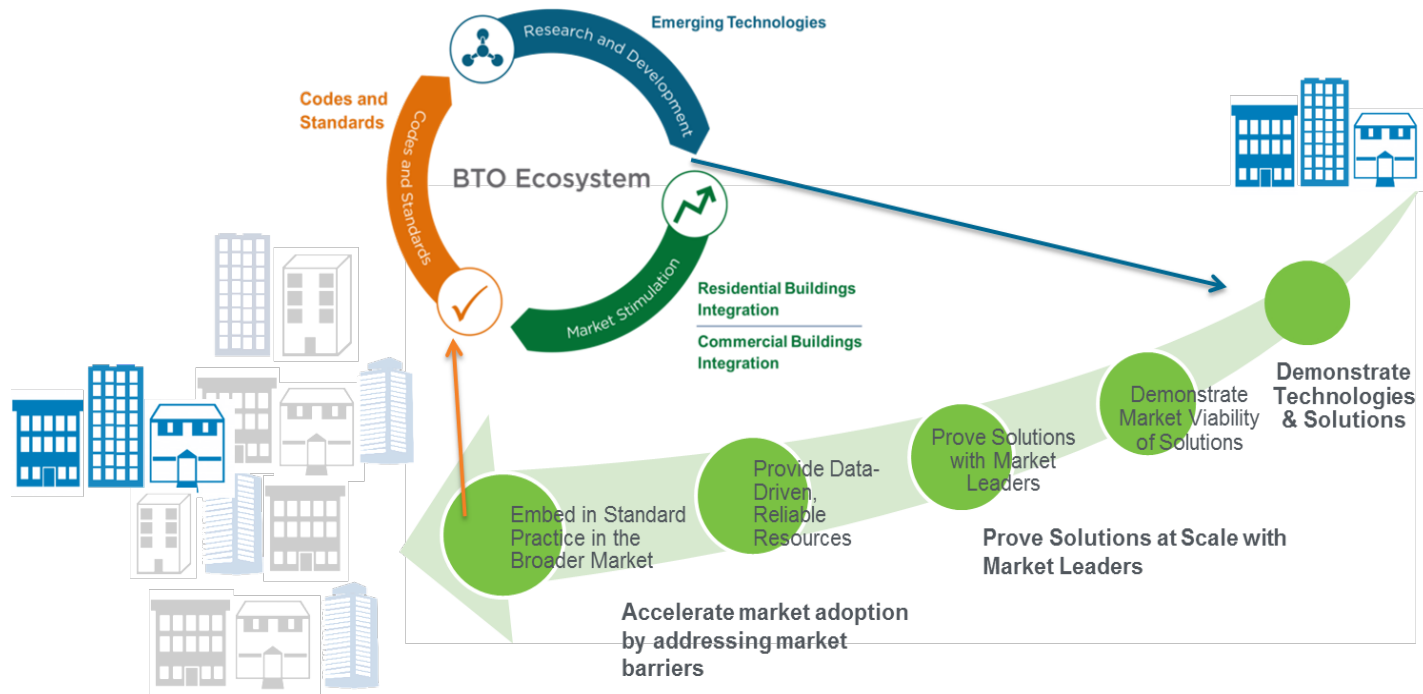 Emerging Technologies
Research and Development
Codes and
Standards
Codes and Standards
BTO Ecosystem
Market Stimulation
Residential Buildings
Integration
Commercial Buildings
Integration
Demonstrate
Technologies
& Solutions
Demonstrate
Market Viability
of Solutions
Prove Solutions
with Market
Leaders
Provide Data-
Driven,
Reliable
Resources
Embed in Standard
Practice in the
Broader Market
Prove Solutions at Scale with
Market Leaders
Accelerate market adoption
by addressing market
barriers